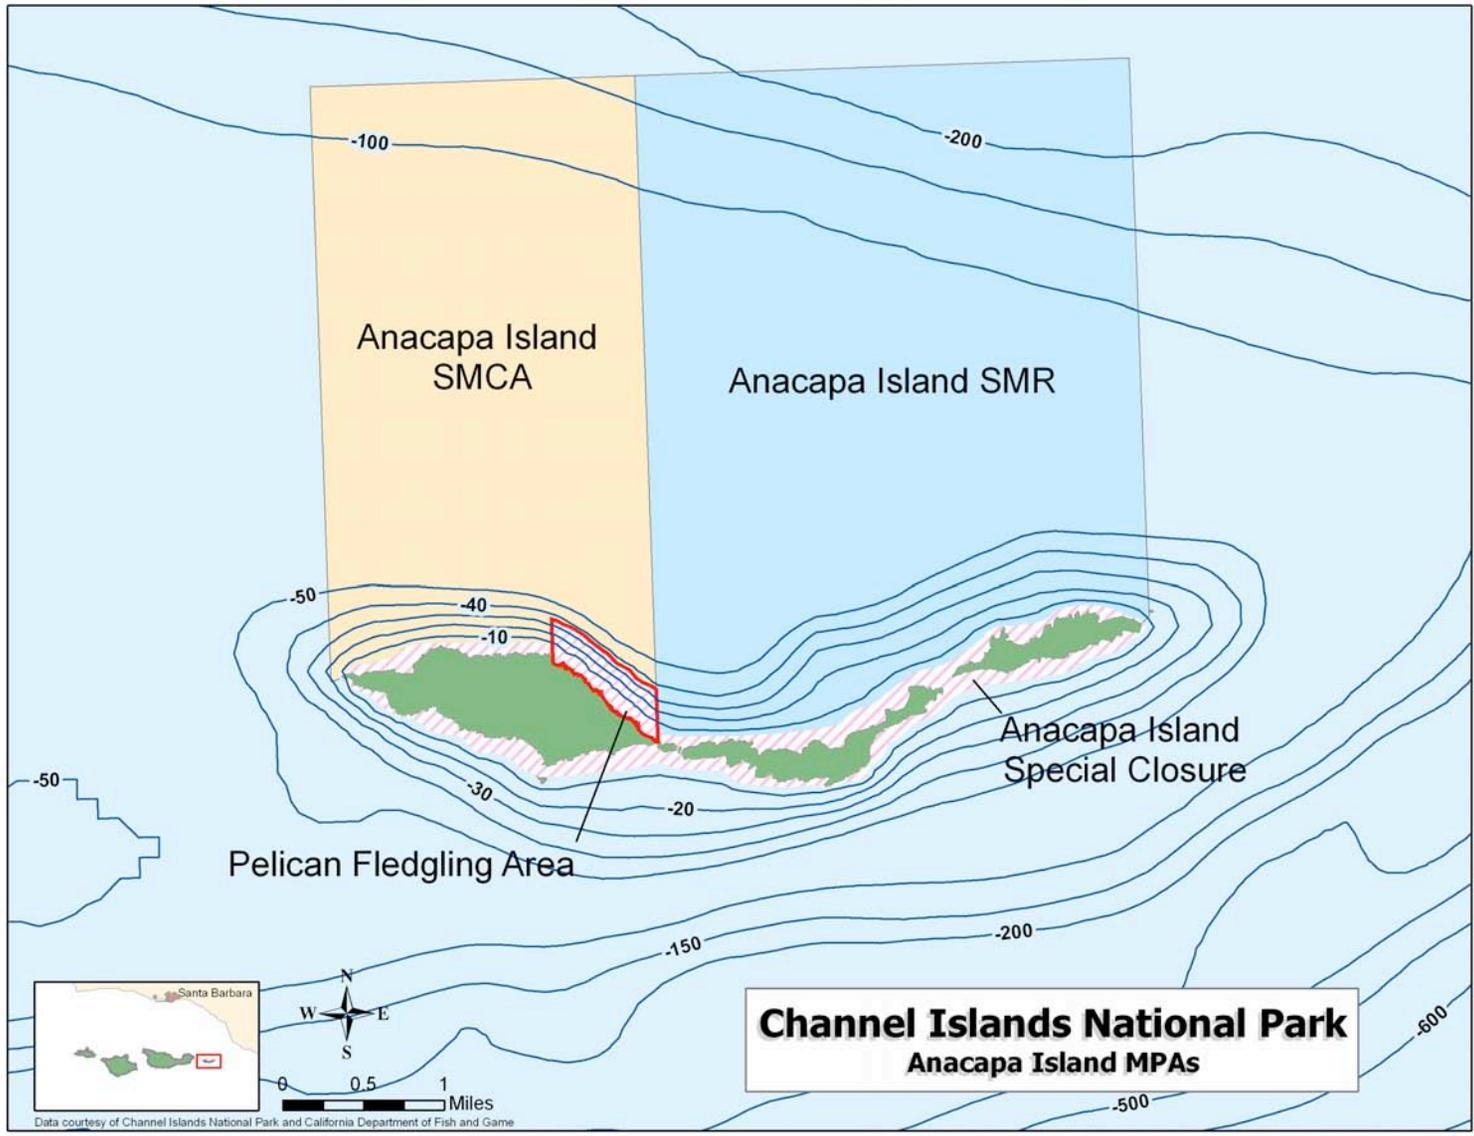 -100
-200
Anacapa Island
SMCA
Anacapa Island SMR
-50
-40
-10
Anacapa Island
Special Closure
-50
-30
-20
Pelican Fledgling Area
-150
-200
Santa Barbara
N
W E
S
Channel Islands National Park
Anacapa Island MPAs
-600
0 0.5 1
Miles
-500
Data courtesy of Channel Islands National Park and California Department of Fish and Game